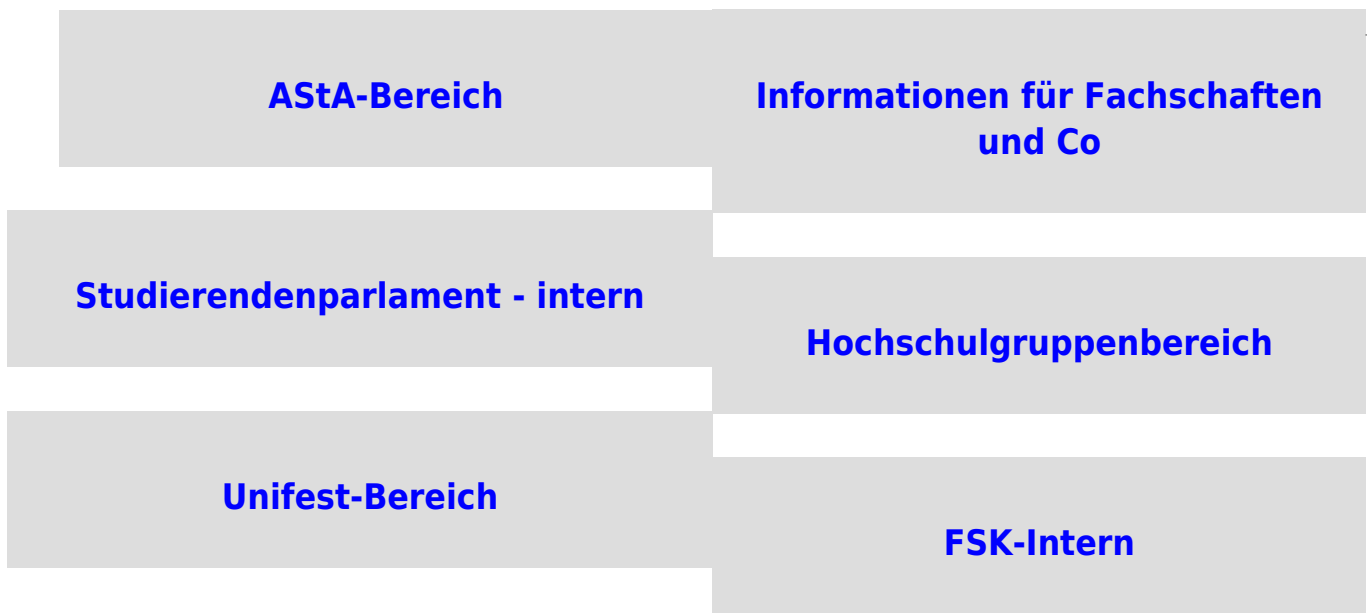 AStA-Bereich
Informationen für Fachschaften
und Co
Studierendenparlament - intern
Hochschulgruppenbereich
Unifest-Bereich
FSK-Intern